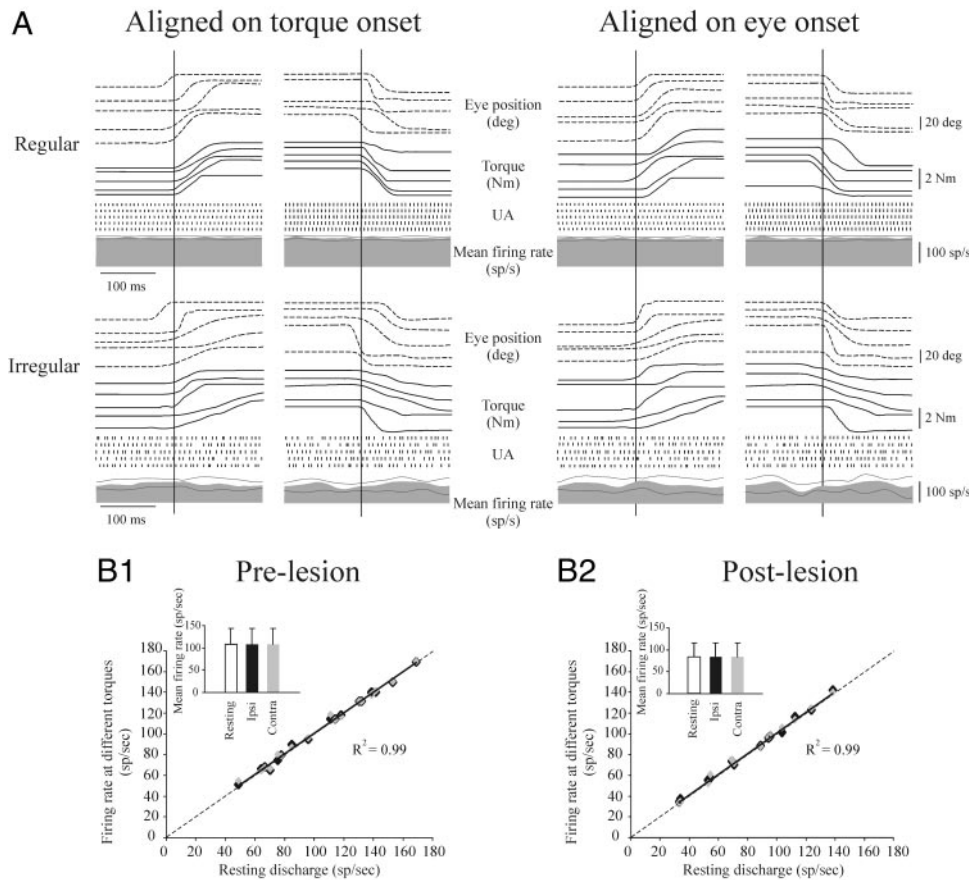 A
Aligned on torque onset
Aligned on eye onset
Regular
Eye position
(deg)
20 deg
Torque
(Nm)
2 Nm
UA
Mean firing rate
(sp/s)
100 sp/s
100 ms
Irregular
Eye position
(deg)
20 deg
Torque
(Nm)
2 Nm
UA
Mean firing rate
(sp/s)
100 sp/s
100 ms
B1
Pre-lesion
Firing rate at different torques
(sp/sec)
180
160
140
120
100
80
60
40
20
0
Mean firing rate (sp/sec)
150
100
50
0
Resting
Ipsi
Contra
R² = 0.99
0 20 40 60 80 100 120 140 160 180
Resting discharge (sp/sec)
B2
Post-lesion
Firing rate at different torques
(sp/sec)
180
160
140
120
100
80
60
40
20
0
Mean firing rate (sp/sec)
150
100
50
0
Resting
Ipsi
Contra
R² = 0.99
0 20 40 60 80 100 120 140 160 180
Resting discharge (sp/sec)